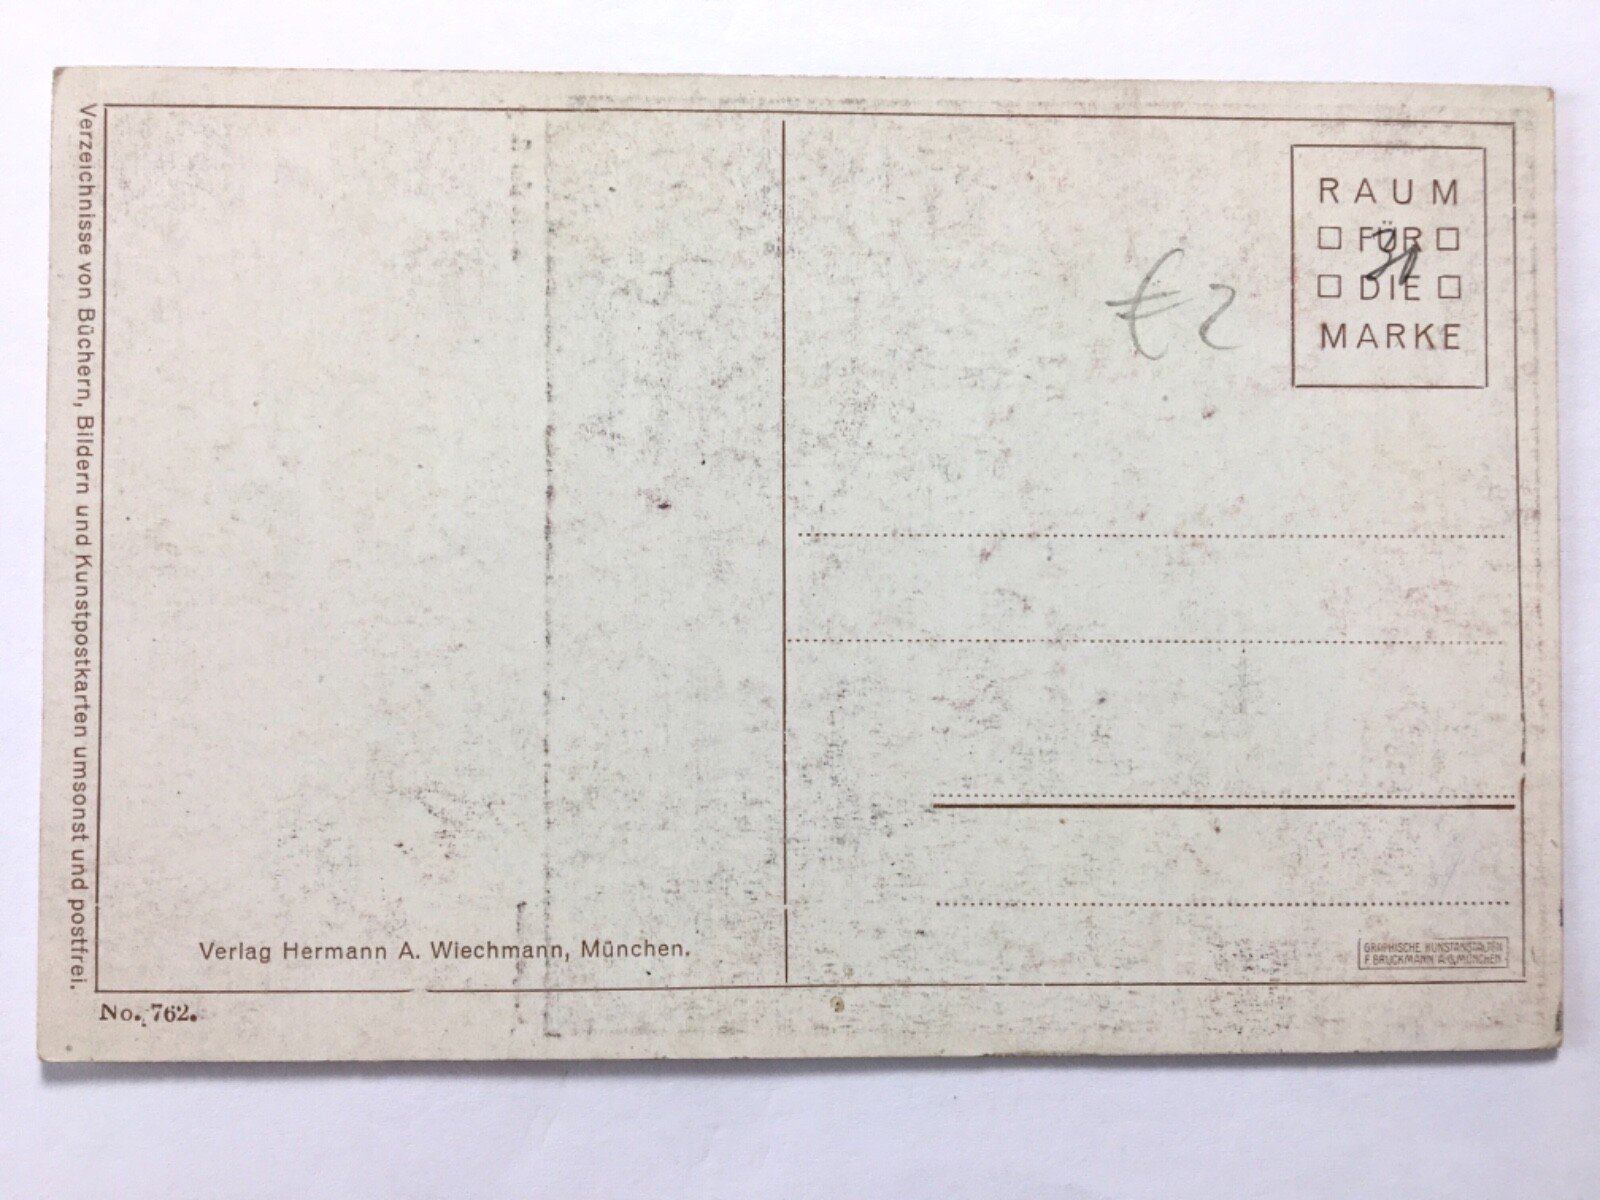 Verzeichnisse von Büchern, Bildern und Kunstpostkarten umsonst und postfrei.
RAUM
□ FÜR □
□ DIE □
MARKE
€2
Verlag Hermann A. Wiechmann, München.
GRAPHISCHE KUNSTANSTALTEN
F. BRUCKMANN A.G. MÜNCHEN
No. 762.